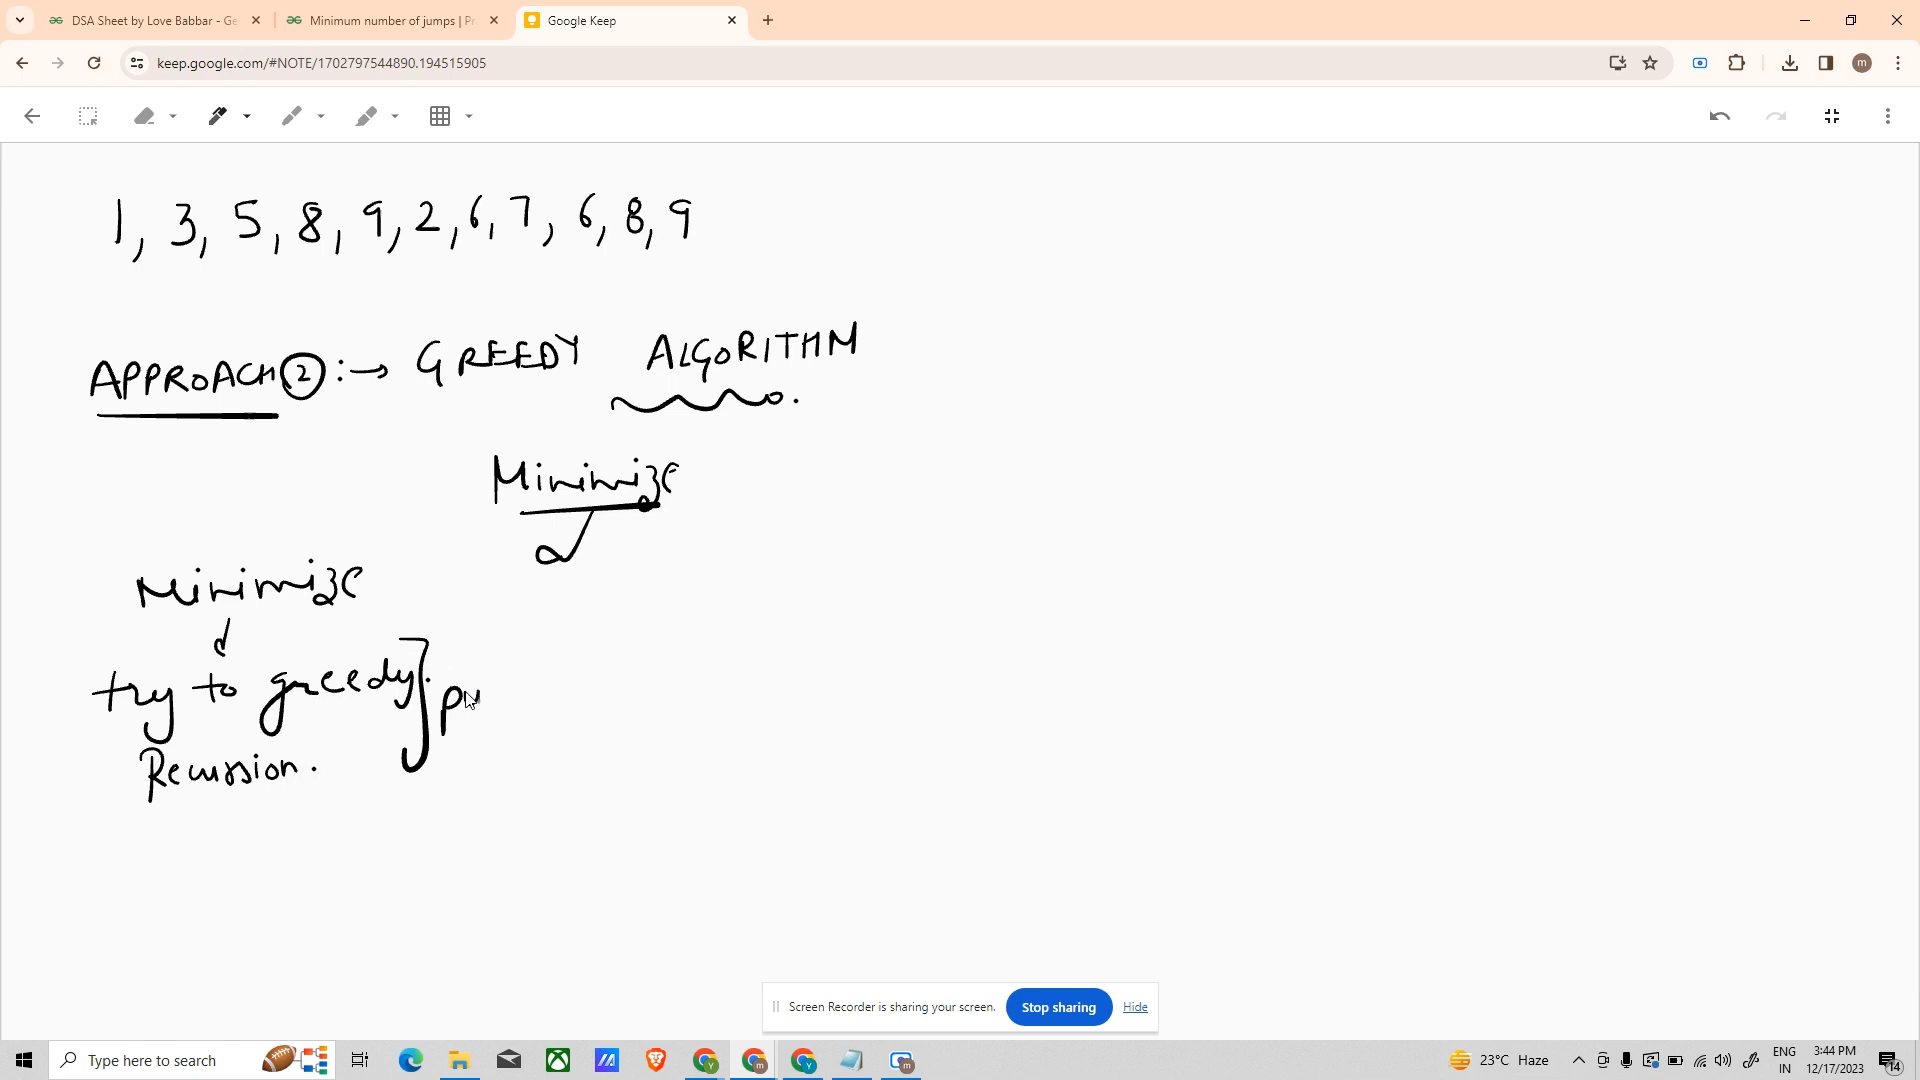 DSA Sheet by Love Babbar - Ge
Minimum number of jumps | Pr
Google Keep
keep.google.com/#NOTE/1702797544890.194515905
m
1, 3, 5, 8, 9, 2, 6, 7, 6, 8, 9
APPROACH 2 :→ GREEDY ALGORITHM
Minimize
Minimize
try to greedy.
Recursion.
Screen Recorder is sharing your screen.
Stop sharing
Hide
Type here to search
23°C Haze
ENG
IN
3:44 PM
12/17/2023
14